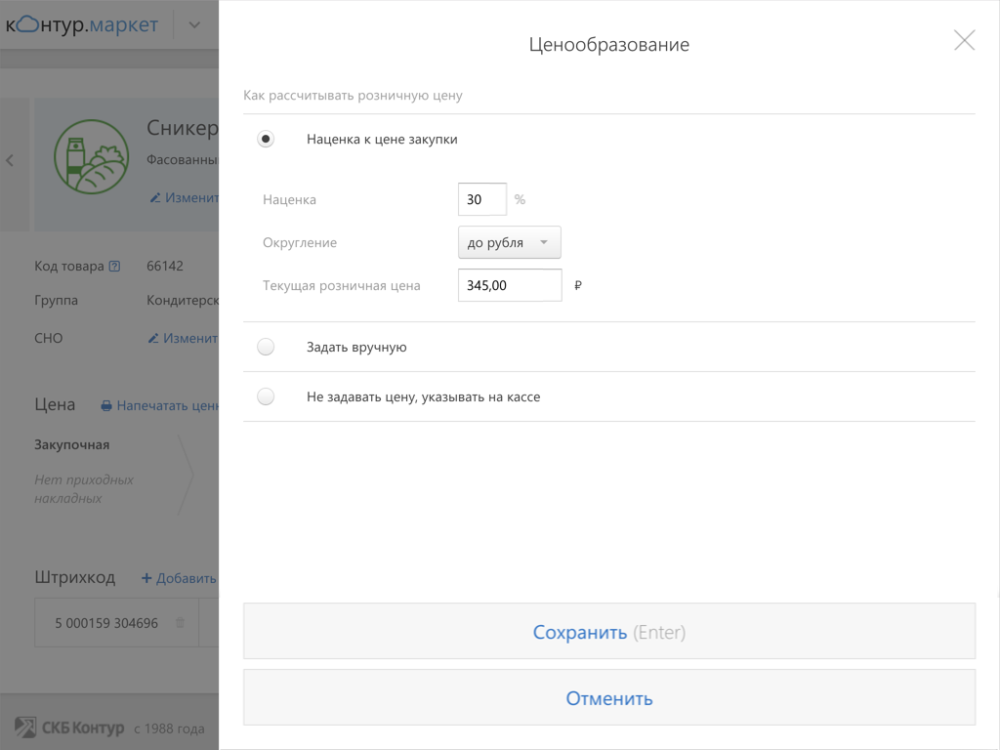 контур.маркет
Ценообразование
Как рассчитывать розничную цену
Наценка к цене закупки
Наценка 30 %
Округление до рубля
Текущая розничная цена 345,00 ₽
Задать вручную
Не задавать цену, указывать на кассе
Сохранить (Enter)
Отменить
Сникер
Фасованны
Изменит
Код товара ? 66142
Группа Кондитерск
СНО Изменит
Цена Напечатать ценн
Закупочная
Нет приходных
накладных
Штрихкод + Добавить
5 000159 304696
СКБ Контур с 1988 года